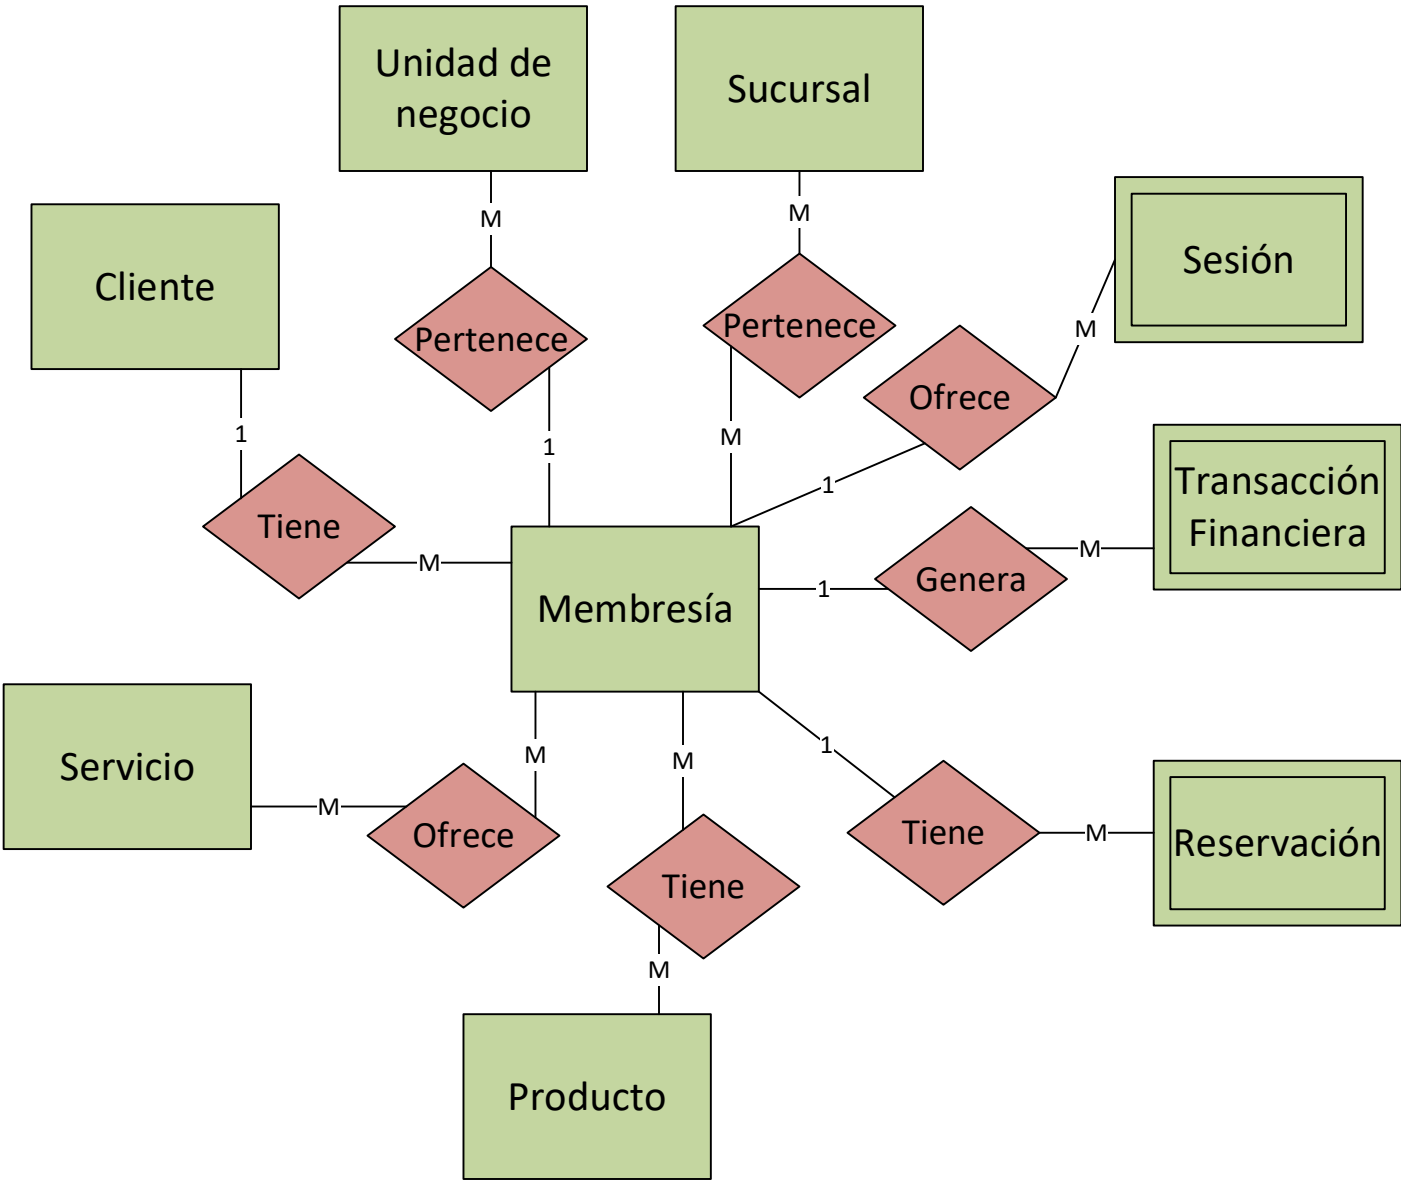 Unidad de
negocio
Sucursal
M
M
Sesión
Cliente
Pertenece
Pertenece
M
Ofrece
1
1
M
1
Transacción
Financiera
Tiene
M
Genera
M
1
Membresía
M
M
1
Servicio
M
Ofrece
Tiene
M
Reservación
Tiene
M
Producto